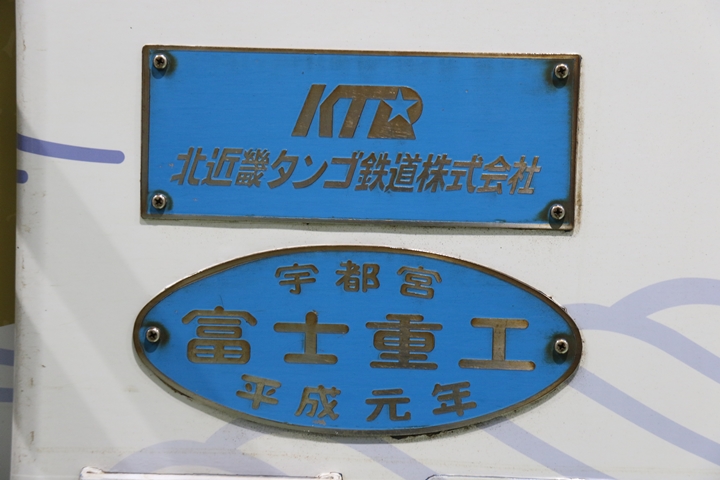 KTR
北近畿タンゴ鉄道株式会社
宇都宮
富士重工
平成元年